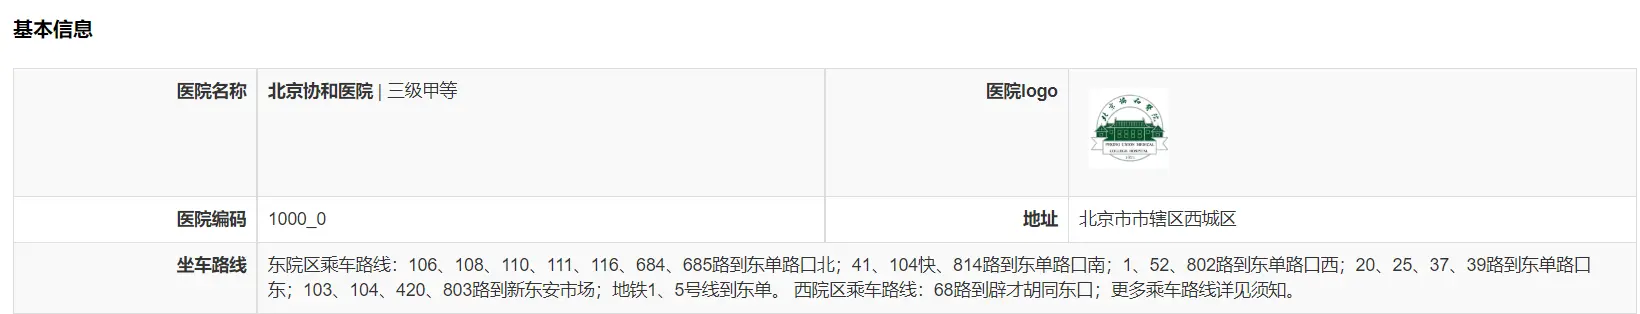 基本信息
医院名称
北京协和医院 | 三级甲等
医院logo
北京协和医院
PEKING UNION MEDICAL
COLLEGE HOSPITAL
1921
医院编码
1000_0
地址
北京市市辖区西城区
坐车路线
东院区乘车路线：106、108、110、111、116、684、685路到东单路口北；41、104快、814路到东单路口南；1、52、802路到东单路口西；20、25、37、39路到东单路口
东；103、104、420、803路到新东安市场；地铁1、5号线到东单。 西院区乘车路线：68路到辟才胡同东口；更多乘车路线详见须知。